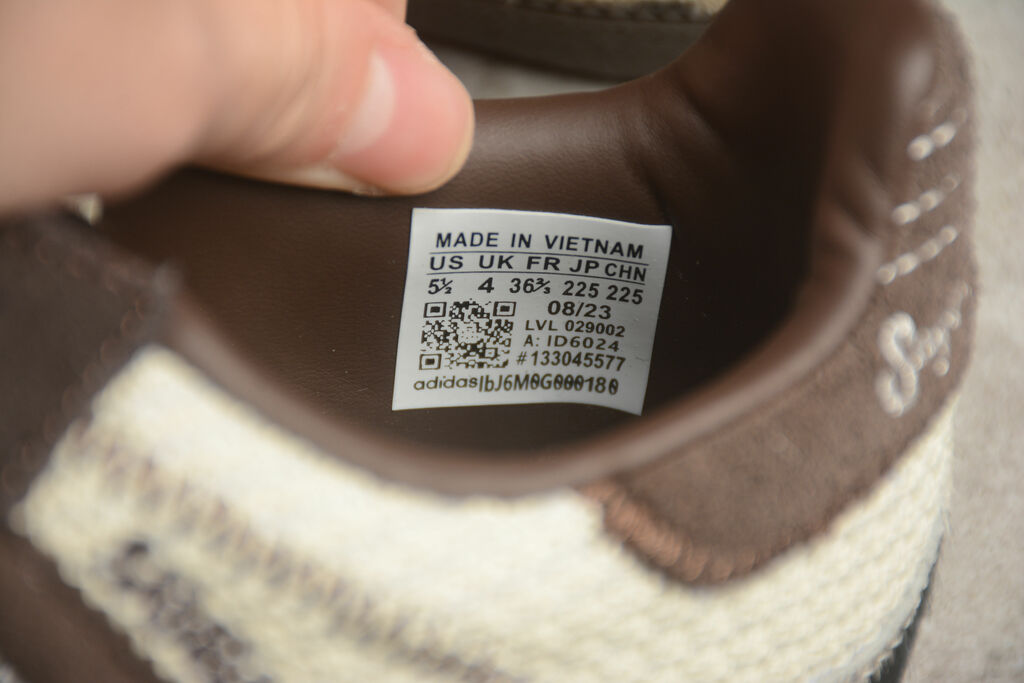 MADE IN VIETNAM
US UK FR JP CHN
5½ 4 36⅔ 225 225
08/23
LVL 029002
A: ID6024
#133045577
adidas|bJ6M0G000180